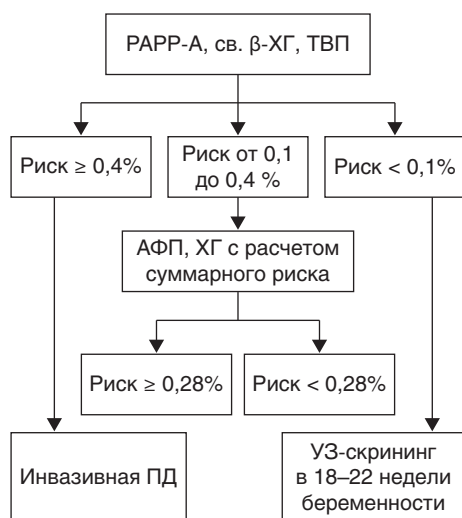 РАРР-А, св. β-ХГ, ТВП
Риск ≥ 0,4%
Риск от 0,1
до 0,4 %
Риск < 0,1%
АФП, ХГ с расчетом
суммарного риска
Риск ≥ 0,28%
Риск < 0,28%
Инвазивная ПД
УЗ-скрининг
в 18–22 недели
беременности